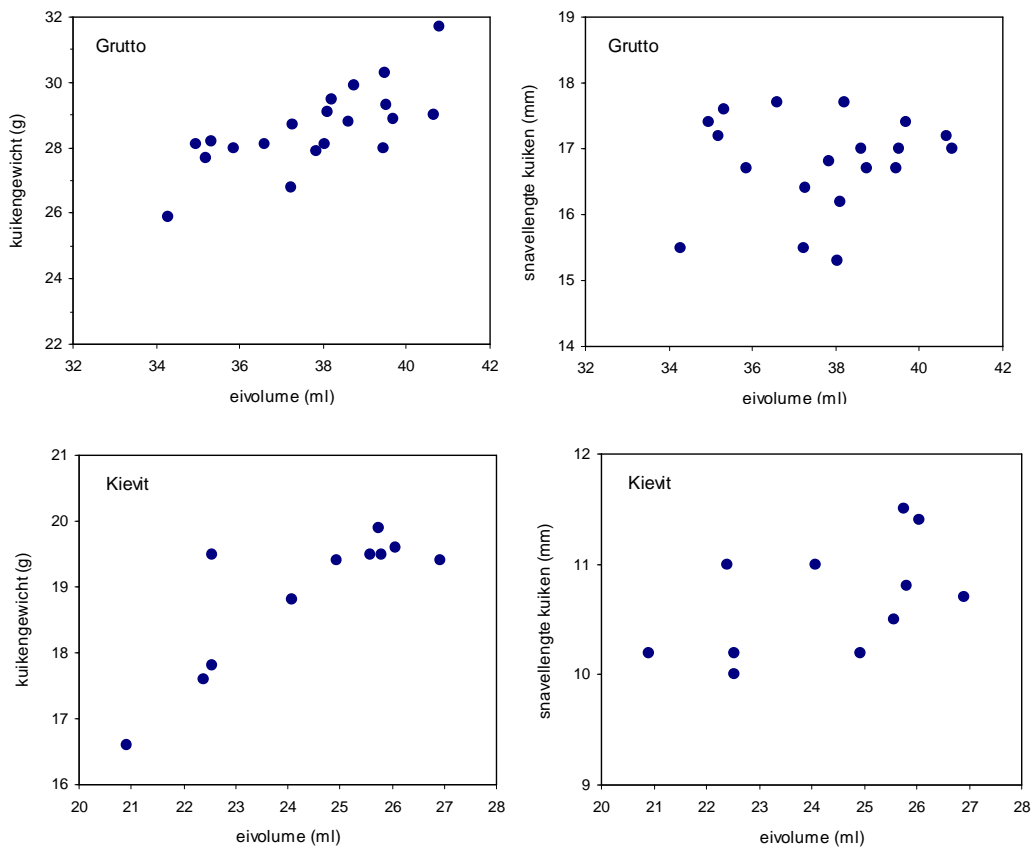 Grutto
kuikengewicht (g)
32
30
28
26
24
22
32 34 36 38 40 42
eivolume (ml)
Grutto
snavellengte kuiken (mm)
19
18
17
16
15
14
32 34 36 38 40 42
eivolume (ml)
Kievit
kuikengewicht (g)
21
20
19
18
17
16
20 21 22 23 24 25 26 27 28
eivolume (ml)
Kievit
snavellengte kuiken (mm)
12
11
10
9
20 21 22 23 24 25 26 27 28
eivolume (ml)